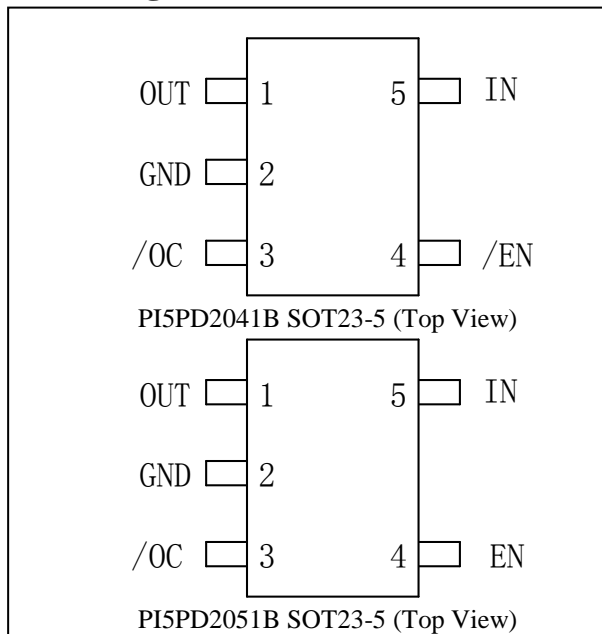 OUT 1 5 IN
GND 2
/OC 3 4 /EN
PI5PD2041B SOT23-5 (Top View)
OUT 1 5 IN
GND 2
/OC 3 4 EN
PI5PD2051B SOT23-5 (Top View)